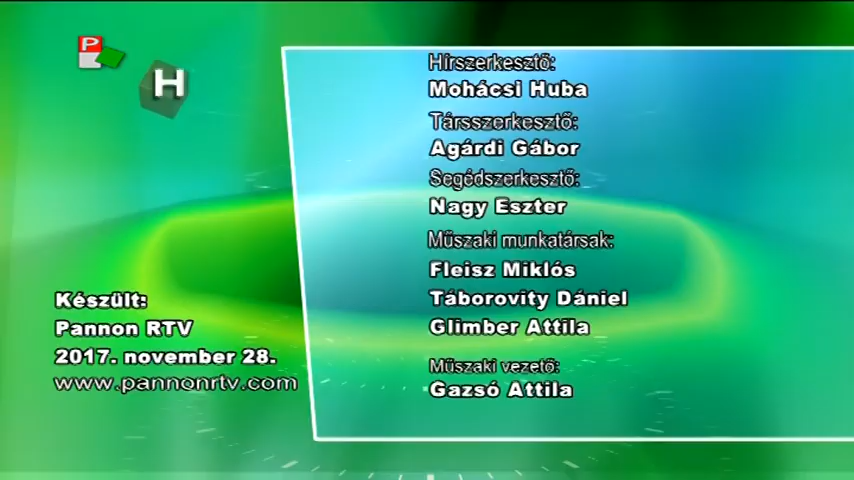 P
H
Hírszerkesztő:
Mohácsi Huba
Társszerkesztő:
Agárdi Gábor
Segédszerkesztő:
Nagy Eszter
Műszaki munkatársak:
Fleisz Miklós
Táborovity Dániel
Glimber Attila
Műszaki vezető:
Gazsó Attila
Készült:
Pannon RTV
2017. november 28.
www.pannonrtv.com